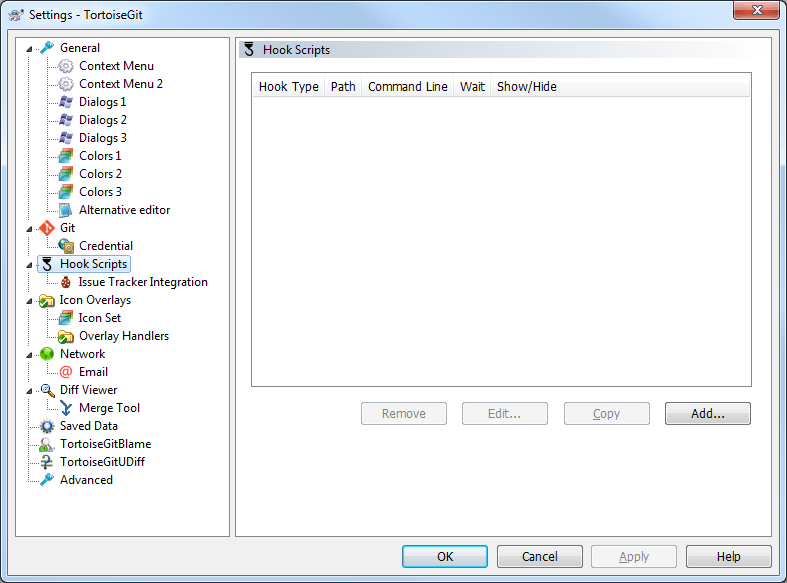 Settings - TortoiseGit
General
Context Menu
Context Menu 2
Dialogs 1
Dialogs 2
Dialogs 3
Colors 1
Colors 2
Colors 3
Alternative editor
Git
Credential
Hook Scripts
Issue Tracker Integration
Icon Overlays
Icon Set
Overlay Handlers
Network
Email
Diff Viewer
Merge Tool
Saved Data
TortoiseGitBlame
TortoiseGitUDiff
Advanced
Hook Scripts
Hook Type Path Command Line Wait Show/Hide
Remove Edit... Copy Add...
OK Cancel Apply Help